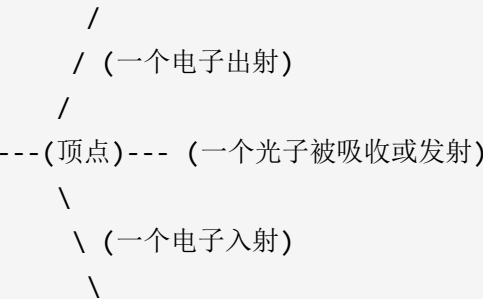 /
/ (一个电子出射)
/
---(顶点)--- (一个光子被吸收或发射)
\
\ (一个电子入射)
\